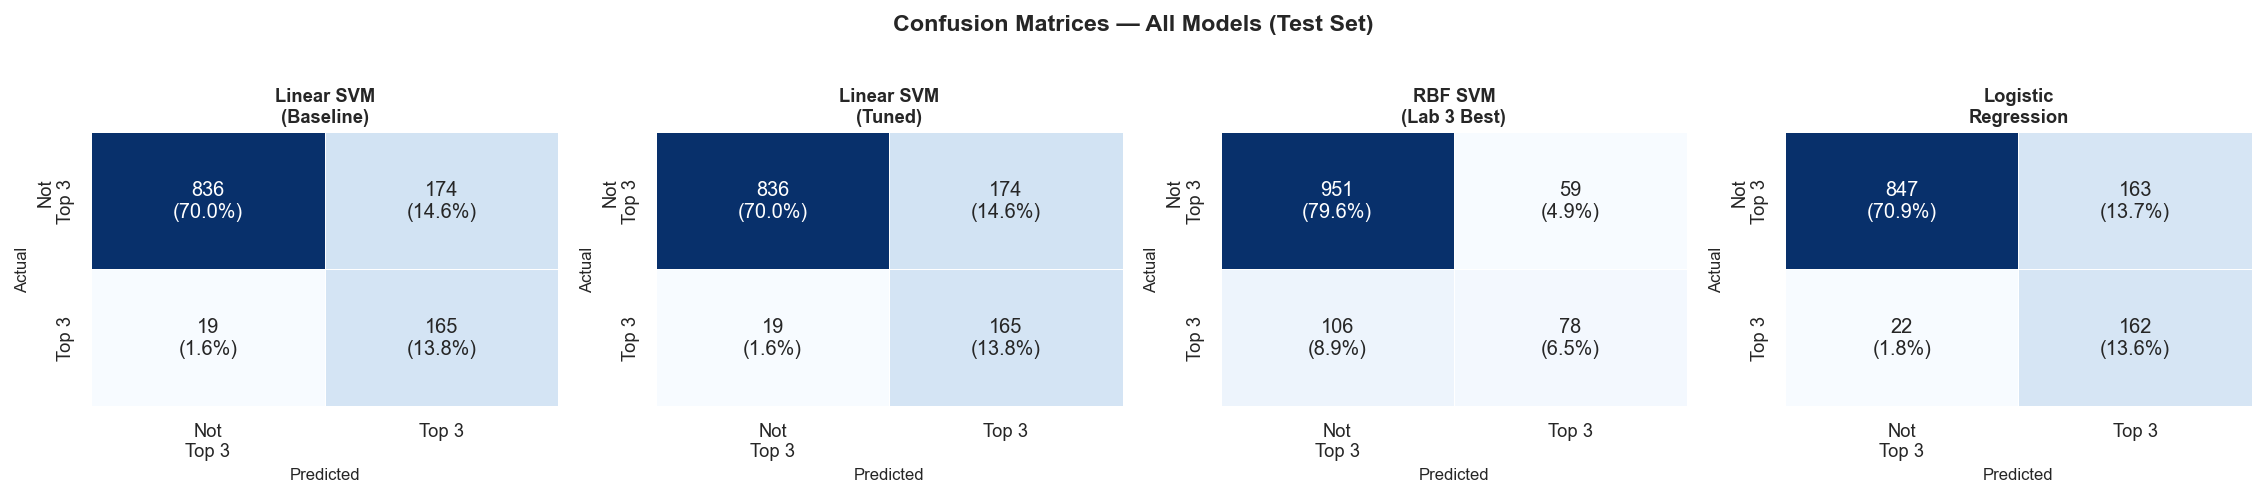 Confusion Matrices — All Models (Test Set)
Linear SVM
(Baseline)
Actual
Not
Top 3
Top 3
836
(70.0%)
174
(14.6%)
19
(1.6%)
165
(13.8%)
Not
Top 3
Top 3
Predicted
Linear SVM
(Tuned)
Actual
Not
Top 3
Top 3
836
(70.0%)
174
(14.6%)
19
(1.6%)
165
(13.8%)
Not
Top 3
Top 3
Predicted
RBF SVM
(Lab 3 Best)
Actual
Not
Top 3
Top 3
951
(79.6%)
59
(4.9%)
106
(8.9%)
78
(6.5%)
Not
Top 3
Top 3
Predicted
Logistic
Regression
Actual
Not
Top 3
Top 3
847
(70.9%)
163
(13.7%)
22
(1.8%)
162
(13.6%)
Not
Top 3
Top 3
Predicted